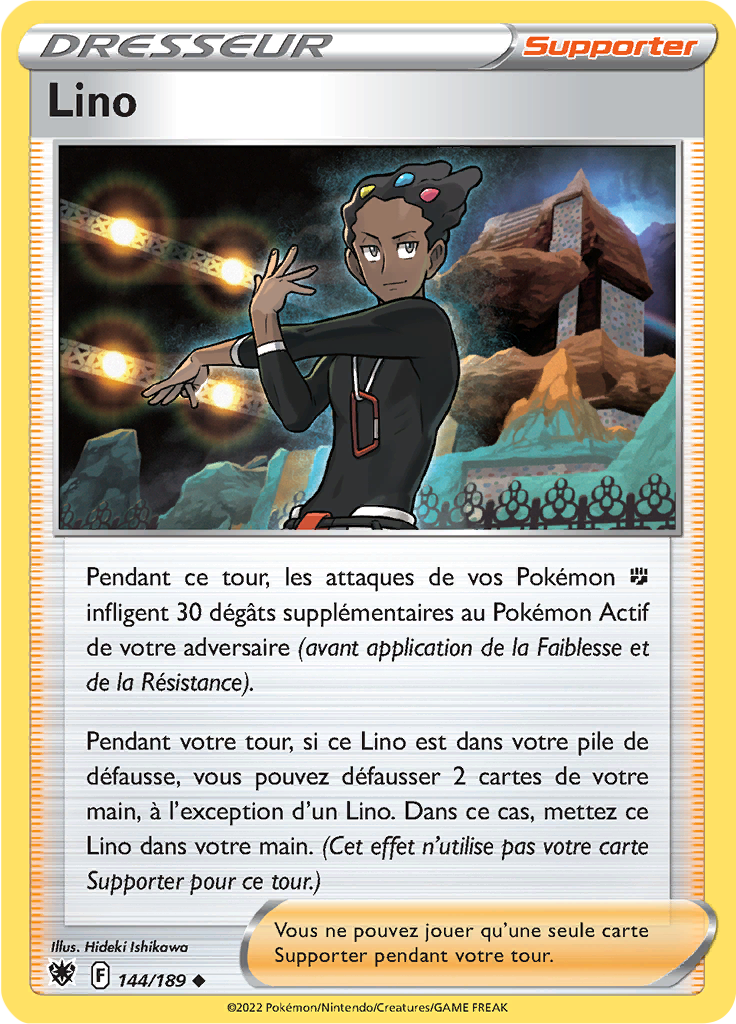 DRESSEUR
Supporter
Lino
Pendant ce tour, les attaques de vos Pokémon
infligent 30 dégâts supplémentaires au Pokémon Actif
de votre adversaire (avant application de la Faiblesse et
de la Résistance).
Pendant votre tour, si ce Lino est dans votre pile de
défausse, vous pouvez défausser 2 cartes de votre
main, à l'exception d'un Lino. Dans ce cas, mettez ce
Lino dans votre main. (Cet effet n'utilise pas votre carte
Supporter pour ce tour.)
Vous ne pouvez jouer qu'une seule carte
Supporter pendant votre tour.
Illus. Hideki Ishikawa
F 144/189
©2022 Pokémon/Nintendo/Creatures/GAME FREAK